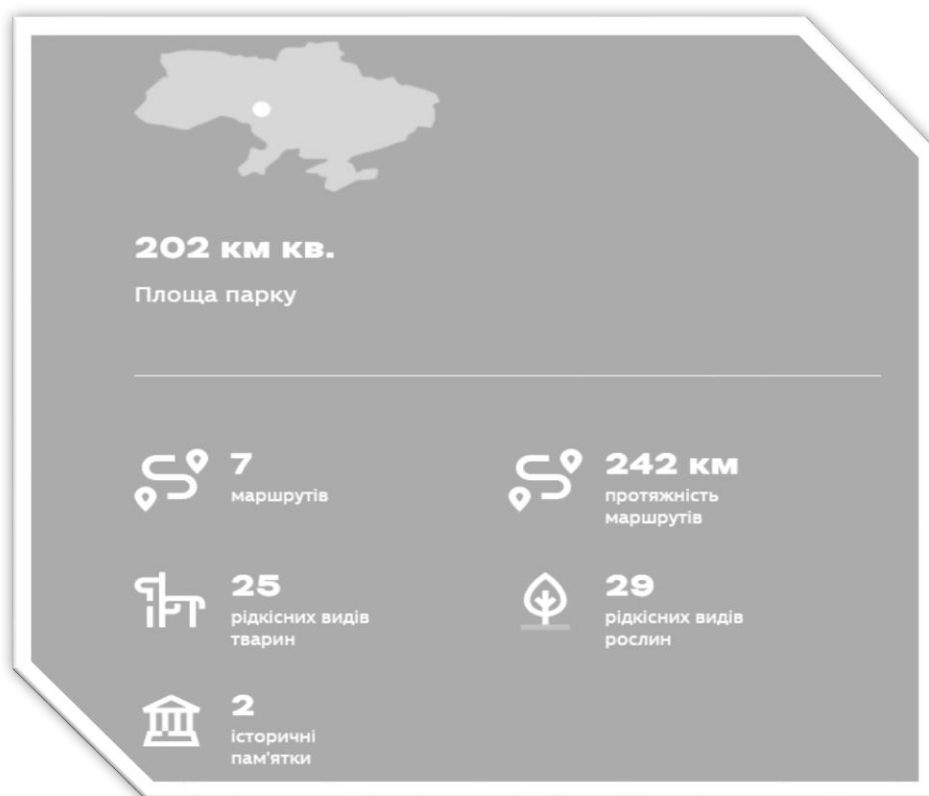 202 км кв.
Площа парку
7
маршрутів
242 км
протяжність
маршрутів
25
рідкісних видів
тварин
29
рідкісних видів
рослин
2
історичні
пам'ятки